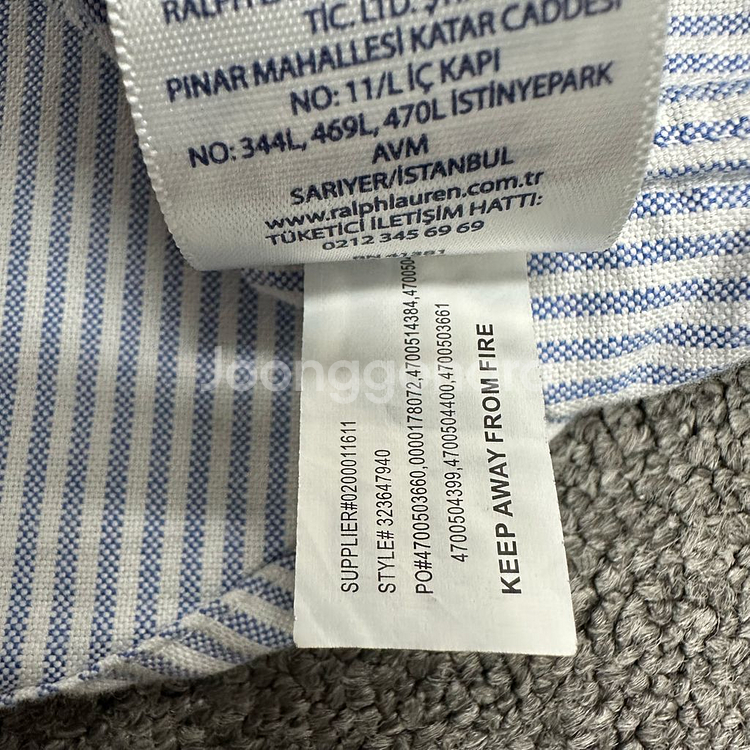 TİC. LTD.
PINAR MAHALLESİ KATAR CADDESİ
NO: 11/L İÇ KAPI
NO: 344L, 469L, 470L İSTİNYEPARK
AVM
SARIYER/İSTANBUL
www.ralphlauren.com.tr
TÜKETİCİ İLETİŞİM HATTI:
0212 345 69 69
RN 41381
SUPPLIER#0200011611
STYLE# 323647940
PO#4700503660,0000178072,4700514384,
4700504399,4700504400,4700503661
KEEP AWAY FROM FIRE